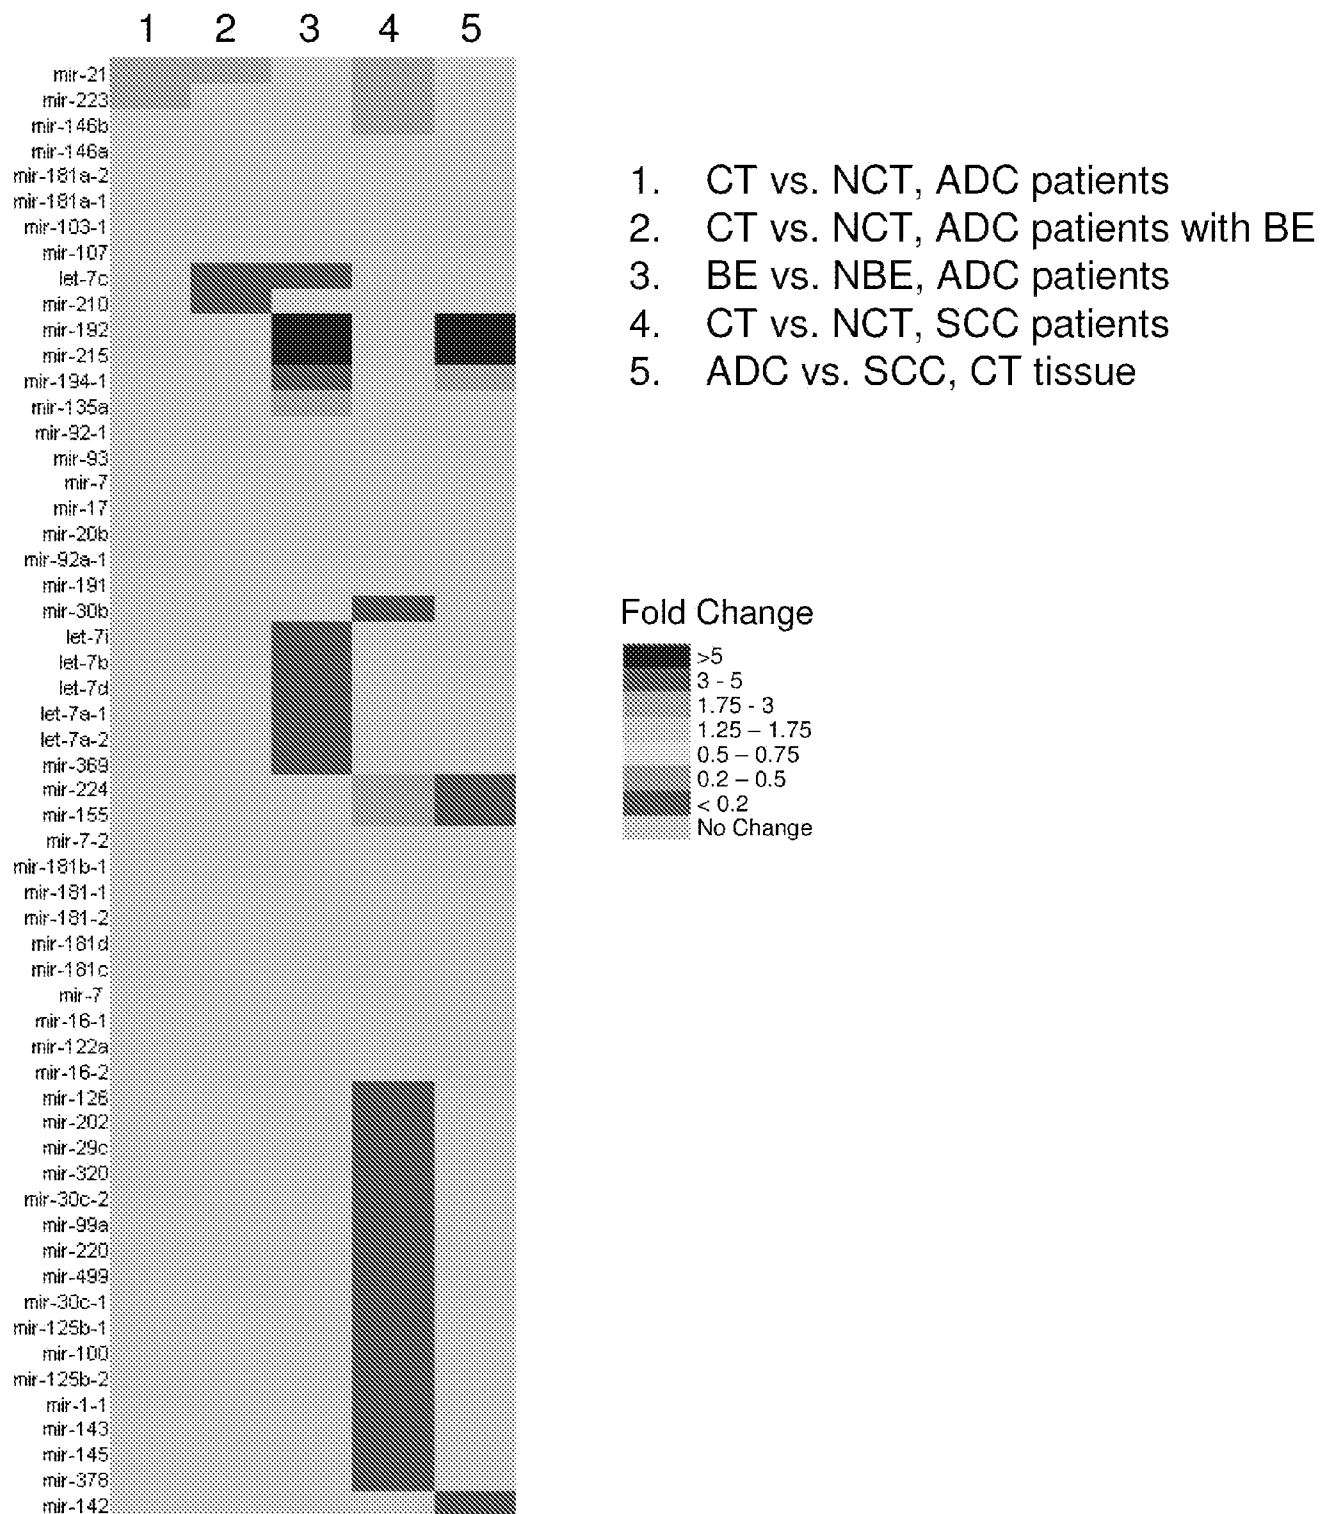 1 2 3 4 5
mir-21
mir-223
mir-146b
mir-146a
mir-181a-2
mir-181a-1
mir-103-1
mir-107
let-7c
mir-210
mir-192
mir-215
mir-194-1
mir-135a
mir-92-1
mir-93
mir-7
mir-17
mir-20b
mir-92a-1
mir-191
mir-30b
let-7i
let-7b
let-7d
let-7a-1
let-7a-2
mir-369
mir-224
mir-155
mir-7-2
mir-181b-1
mir-181-1
mir-181-2
mir-181d
mir-181c
mir-7
mir-16-1
mir-122a
mir-16-2
mir-126
mir-202
mir-29c
mir-320
mir-30c-2
mir-99a
mir-220
mir-499
mir-30c-1
mir-125b-1
mir-100
mir-125b-2
mir-1-1
mir-143
mir-145
mir-378
mir-142
1. CT vs. NCT, ADC patients
2. CT vs. NCT, ADC patients with BE
3. BE vs. NBE, ADC patients
4. CT vs. NCT, SCC patients
5. ADC vs. SCC, CT tissue
Fold Change
>5
3 - 5
1.75 - 3
1.25 – 1.75
0.5 – 0.75
0.2 – 0.5
< 0.2
No Change